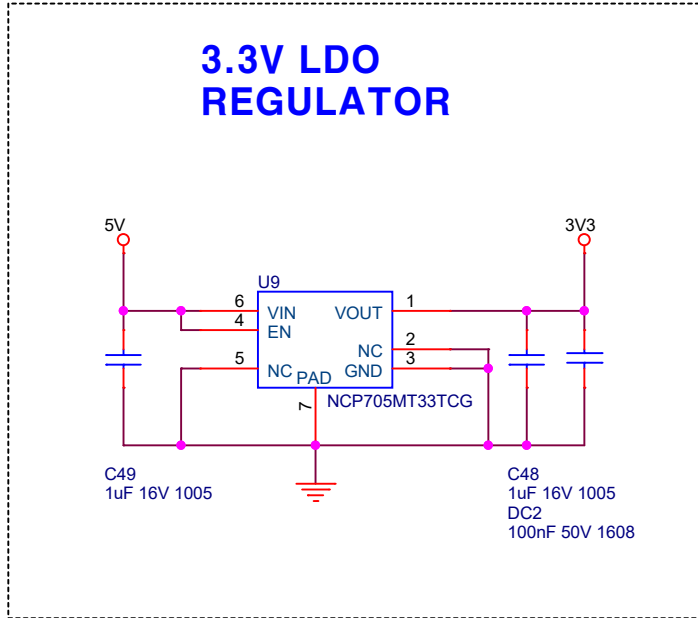 3.3V LDO
REGULATOR
5V
3V3
U9
6 VIN VOUT 1
4 EN
NC 2
5 NC GND 3
PAD
7
NCP705MT33TCG
C49
1uF 16V 1005
C48
1uF 16V 1005
DC2
100nF 50V 1608